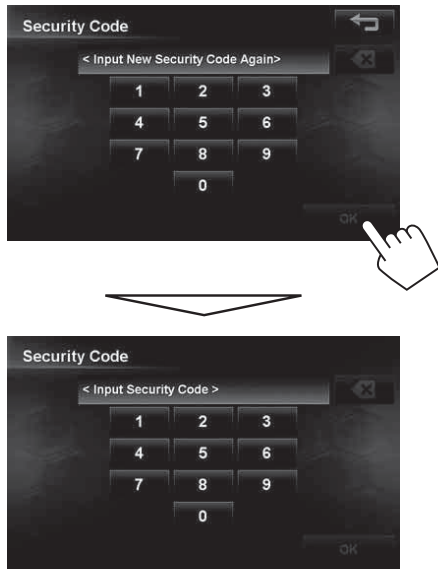 Security Code
< Input New Security Code Again>
1 2 3
4 5 6
7 8 9
0
OK
Security Code
< Input Security Code >
1 2 3
4 5 6
7 8 9
0
OK